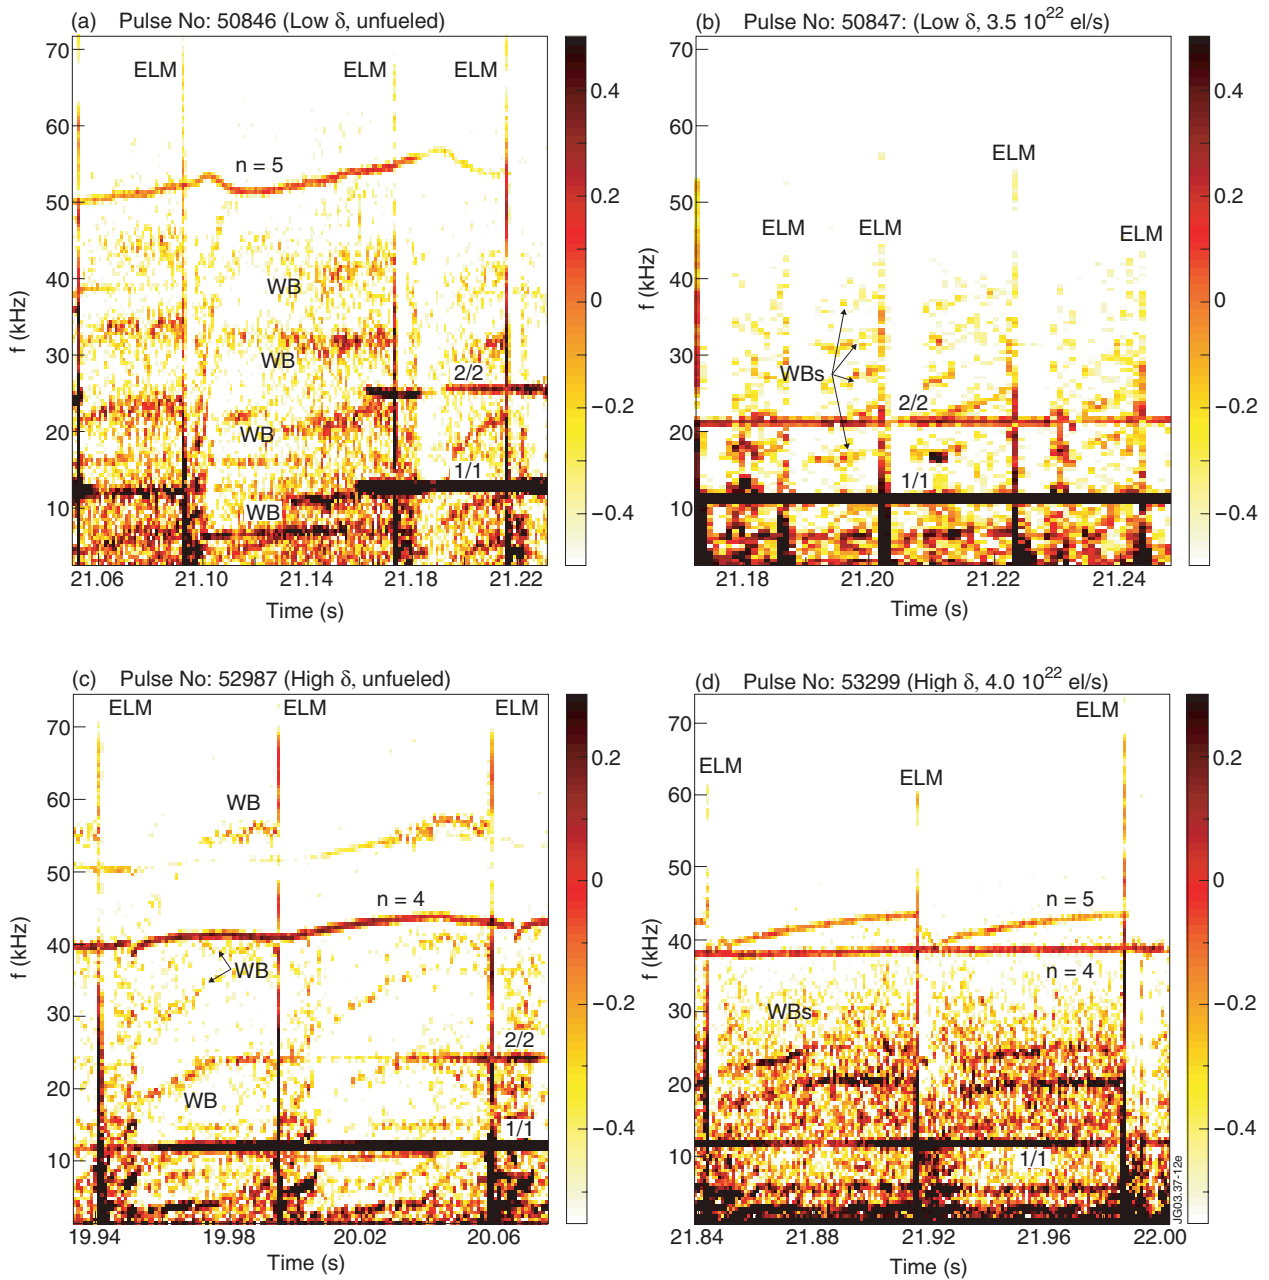 (a) Pulse No: 50846 (Low δ, unfueled)
70
60
50
40
30
20
10
f (kHz)
ELM
ELM
ELM
n = 5
WB
WB
WB
WB
2/2
1/1
21.06
21.10
21.14
21.18
21.22
Time (s)
0.4
0.2
0
−0.2
−0.4
(b) Pulse No: 50847: (Low δ, 3.5 10²² el/s)
70
60
50
40
30
20
10
f (kHz)
ELM
ELM
ELM
ELM
WBs
2/2
1/1
21.18
21.20
21.22
21.24
Time (s)
0.4
0.2
0
−0.2
−0.4
(c) Pulse No: 52987 (High δ, unfueled)
70
60
50
40
30
20
10
f (kHz)
ELM
ELM
ELM
WB
n = 4
WB
2/2
WB
1/1
19.94
19.98
20.02
20.06
Time (s)
0.2
0
−0.2
−0.4
(d) Pulse No: 53299 (High δ, 4.0 10²² el/s)
70
60
50
40
30
20
10
f (kHz)
ELM
ELM
ELM
n = 5
n = 4
WBs
1/1
21.84
21.88
21.92
21.96
22.00
Time (s)
0.2
0
−0.2
−0.4
JG03.37-12e